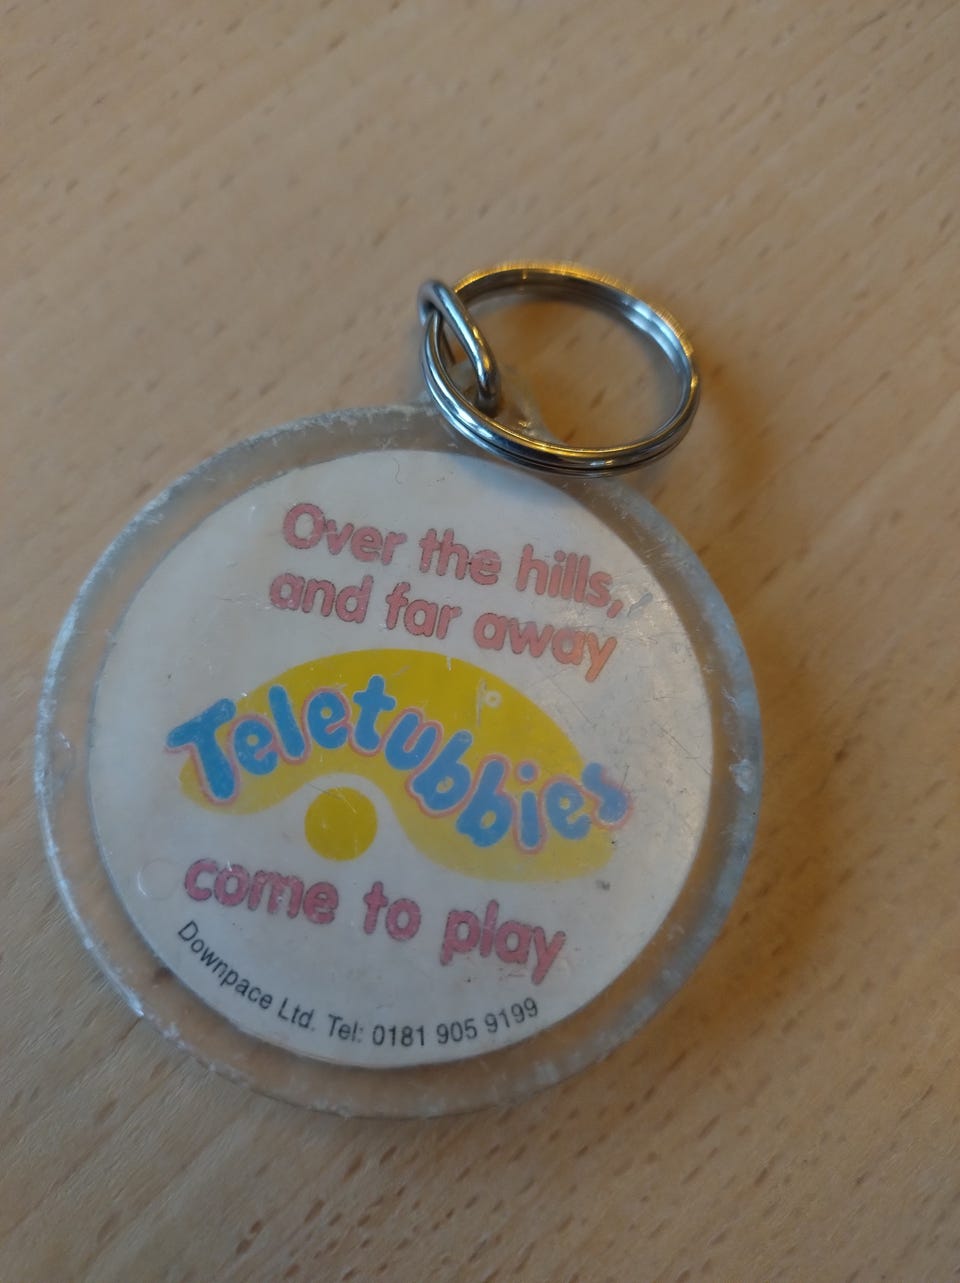 Over the hills,
and far away
Teletubbies
come to play
Downpace Ltd. Tel: 0181 905 9199